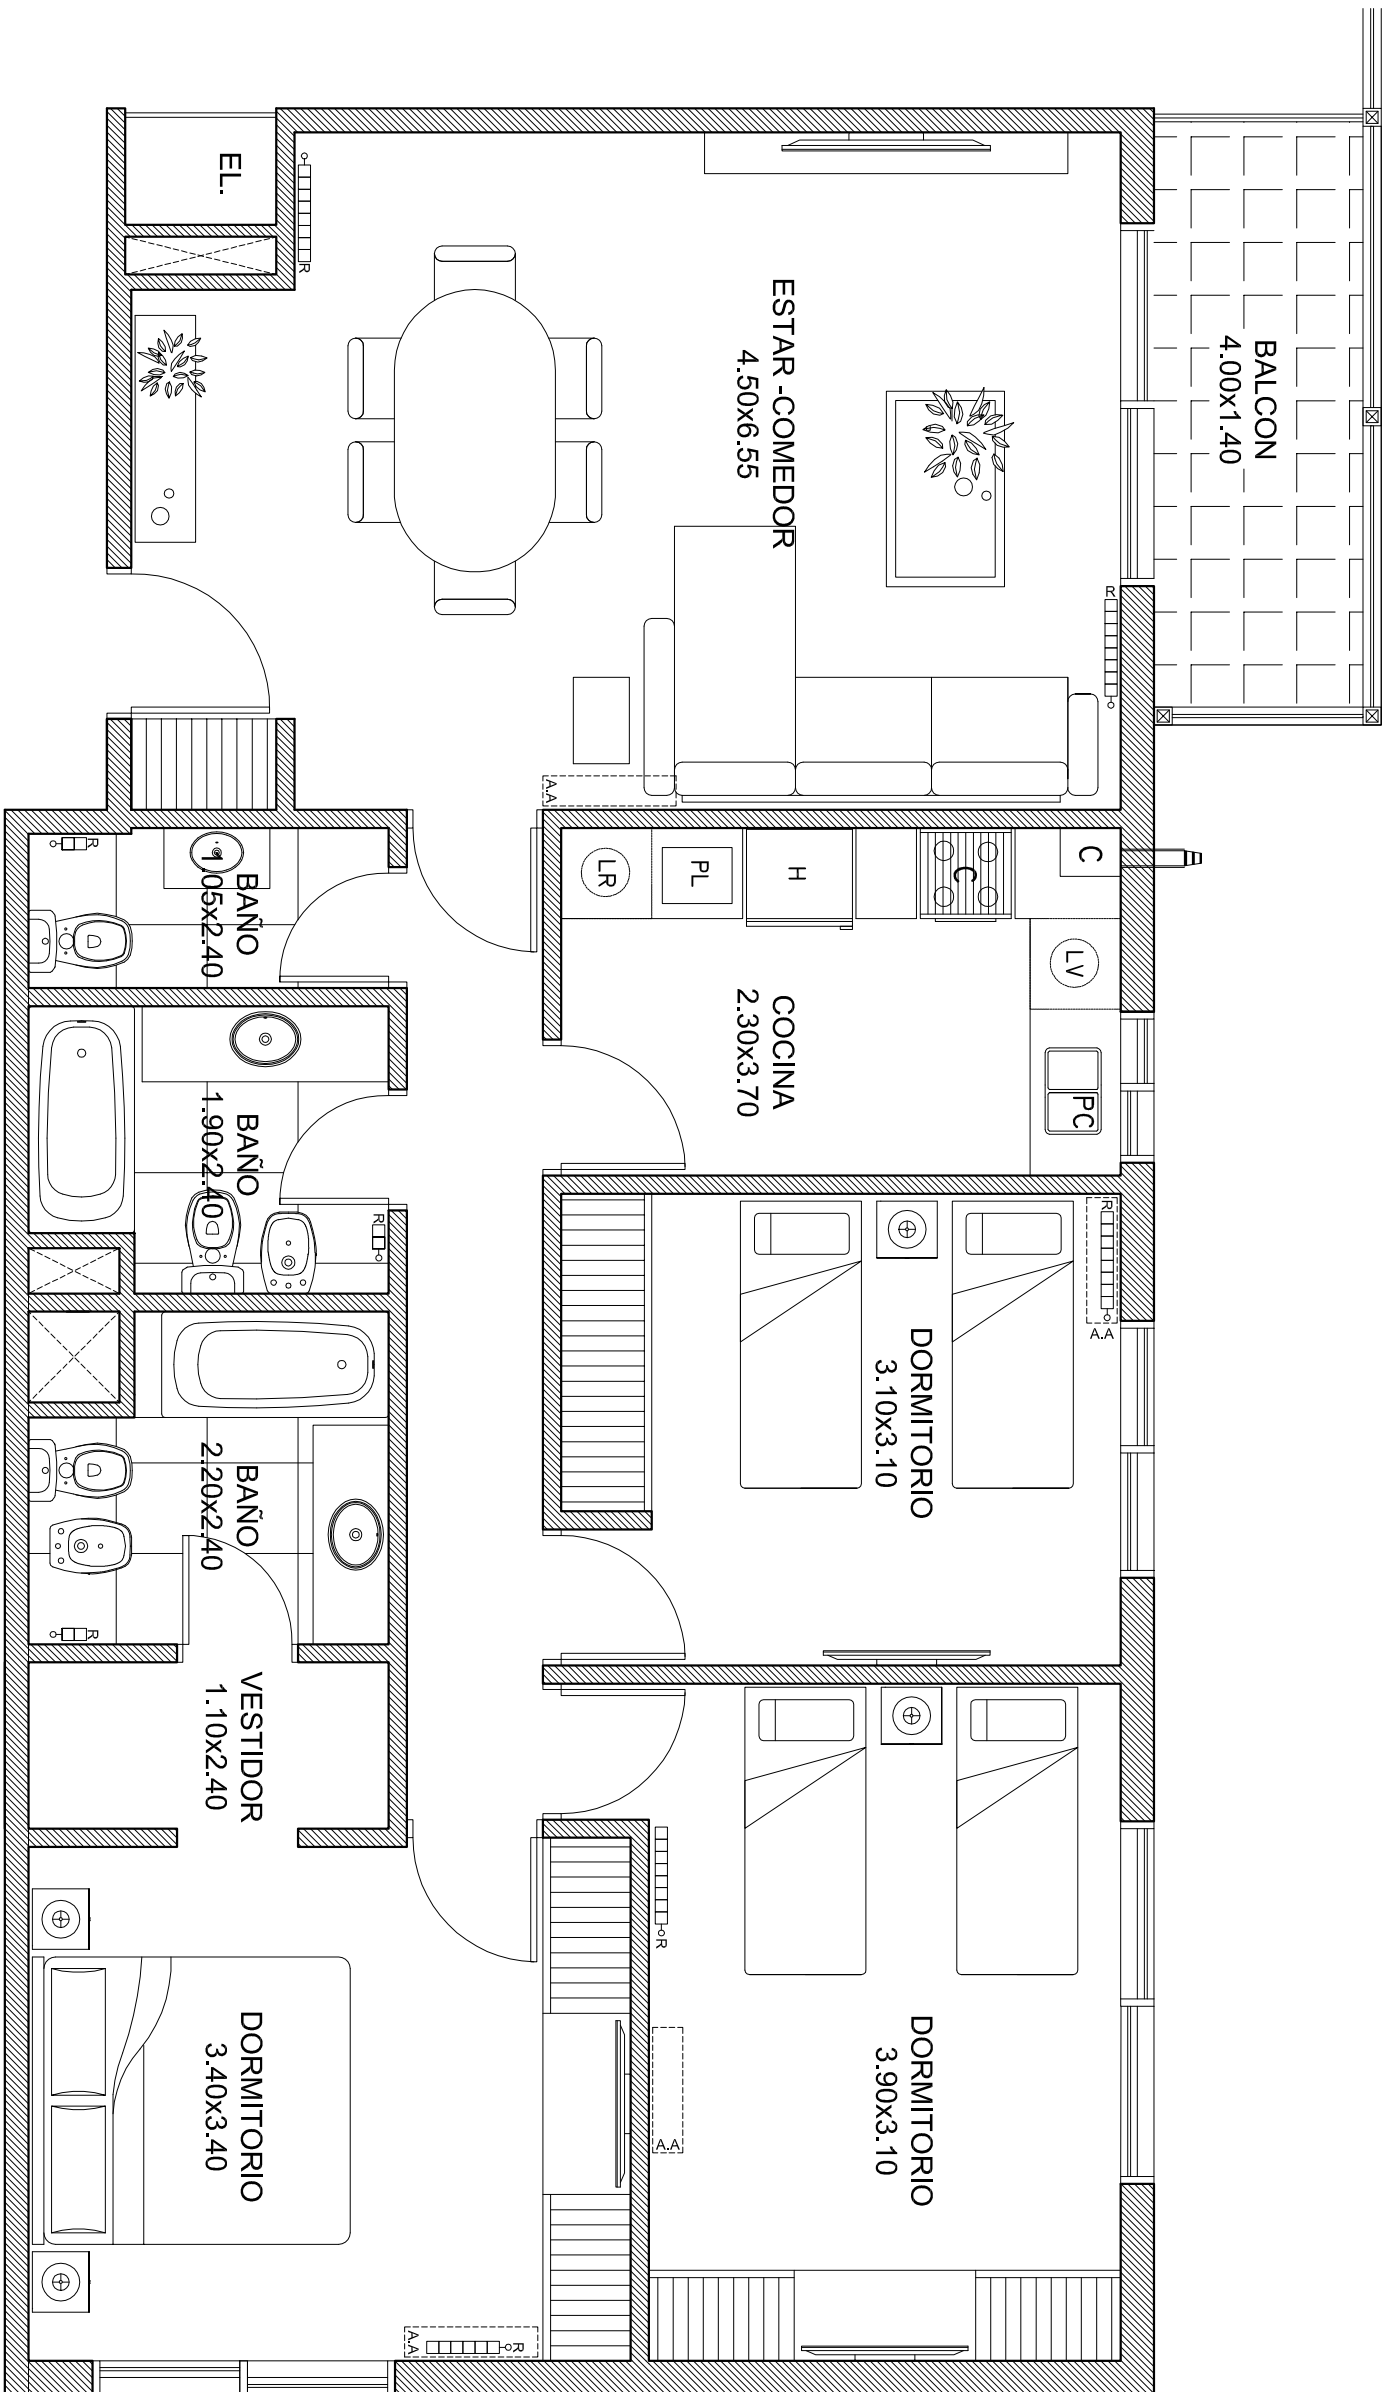 BALCON
4.00x1.40
EL.
R
ESTAR -COMEDOR
4.50x6.55
R
A.A
C
C
H
PL
LR
LV
PC
COCINA
2.30x3.70
R
BAÑO
1.05x2.40
BAÑO
1.90x2.40
R
BAÑO
2.20x2.40
R
VESTIDOR
1.10x2.40
R
A.A
DORMITORIO
3.10x3.10
DORMITORIO
3.90x3.10
R
A.A
DORMITORIO
3.40x3.40
R
A.A